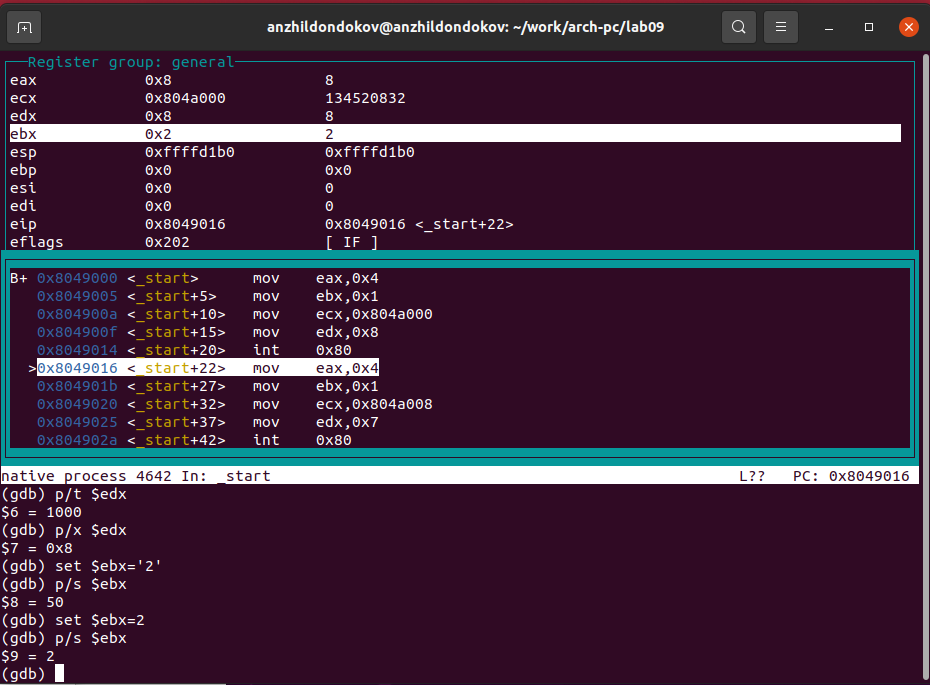 anzhildondokov@anzhildondokov: ~/work/arch-pc/lab09
Register group: general
eax 0x8 8
ecx 0x804a000 134520832
edx 0x8 8
ebx 0x2 2
esp 0xffffd1b0 0xffffd1b0
ebp 0x0 0x0
esi 0x0 0
edi 0x0 0
eip 0x8049016 0x8049016 <_start+22>
eflags 0x202 [ IF ]
B+ 0x8049000 <_start> mov eax,0x4
0x8049005 <_start+5> mov ebx,0x1
0x804900a <_start+10> mov ecx,0x804a000
0x804900f <_start+15> mov edx,0x8
0x8049014 <_start+20> int 0x80
>0x8049016 <_start+22> mov eax,0x4
0x804901b <_start+27> mov ebx,0x1
0x8049020 <_start+32> mov ecx,0x804a008
0x8049025 <_start+37> mov edx,0x7
0x804902a <_start+42> int 0x80
native process 4642 In: _start L?? PC: 0x8049016
(gdb) p/t $edx
$6 = 1000
(gdb) p/x $edx
$7 = 0x8
(gdb) set $ebx='2'
(gdb) p/s $ebx
$8 = 50
(gdb) set $ebx=2
(gdb) p/s $ebx
$9 = 2
(gdb)